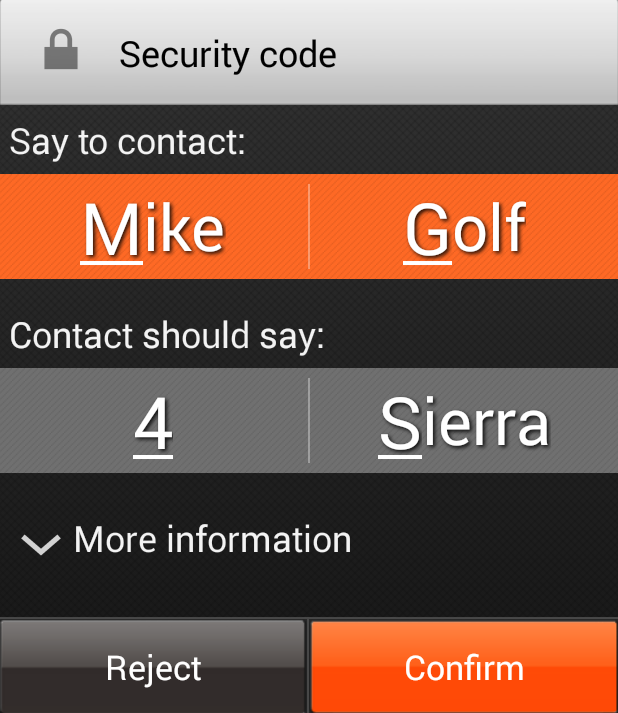 Security code
Say to contact:
Mike Golf
Contact should say:
4 Sierra
More information
Reject Confirm